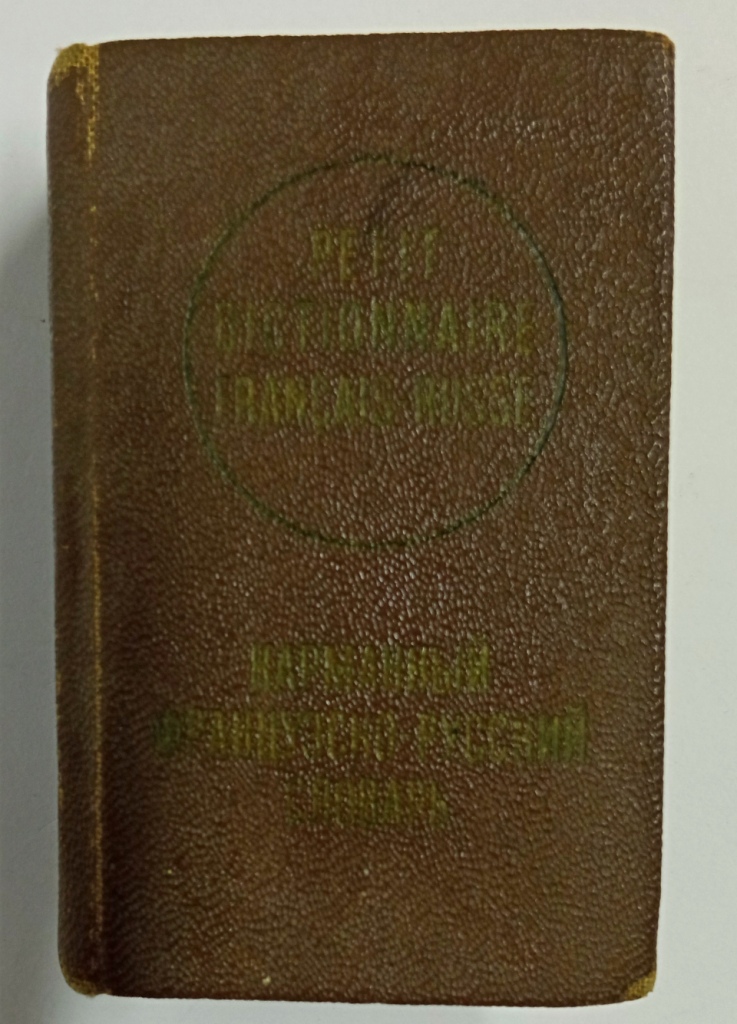 PETIT
DICTIONNAIRE
FRANÇAIS-RUSSE
КАРМАННЫЙ
ФРАНЦУЗСКО-РУССКИЙ
СЛОВАРЬ